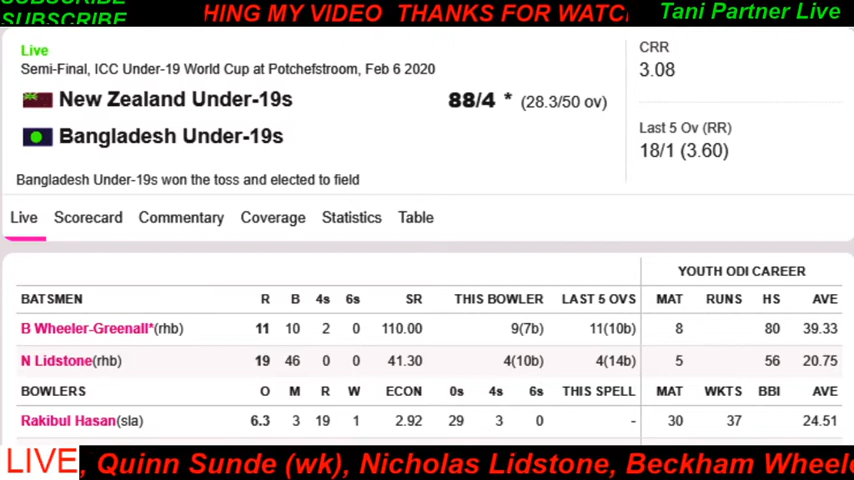 SUBSCRIBE
SUBSCRIBE
HING MY VIDEO THANKS FOR WATC
Tani Partner Live
Live
Semi-Final, ICC Under-19 World Cup at Potchefstroom, Feb 6 2020
New Zealand Under-19s 88/4 * (28.3/50 ov)
Bangladesh Under-19s
Bangladesh Under-19s won the toss and elected to field
CRR
3.08
Last 5 Ov (RR)
18/1 (3.60)
Live Scorecard Commentary Coverage Statistics Table
YOUTH ODI CAREER
BATSMEN R B 4s 6s SR THIS BOWLER LAST 5 OVS MAT RUNS HS AVE
B Wheeler-Greenall*(rhb) 11 10 2 0 110.00 9(7b) 11(10b) 8 80 39.33
N Lidstone(rhb) 19 46 0 0 41.30 4(10b) 4(14b) 5 56 20.75
BOWLERS O M R W ECON 0s 4s 6s THIS SPELL MAT WKTS BBI AVE
Rakibul Hasan(sla) 6.3 3 19 1 2.92 29 3 0 - 30 37 24.51
LIVE, Quinn Sunde (wk), Nicholas Lidstone, Beckham Wheele